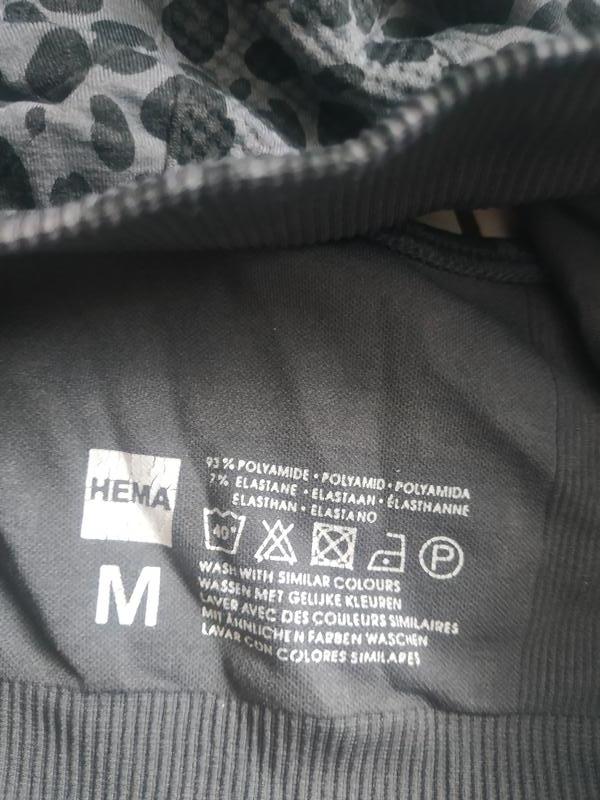 HEMA
M
93 % POLYAMIDE • POLYAMID • POLYAMIDA
7% ELASTANE • ELASTAAN • ÉLASTHANNE
ELASTHAN • ELASTANO
40°
P
WASH WITH SIMILAR COLOURS
WASSEN MET GELIJKE KLEUREN
LAVER AVEC DES COULEURS SIMILAIRES
MIT ÄHNLICHEN FARBEN WASCHEN
LAVAR CON COLORES SIMILARES